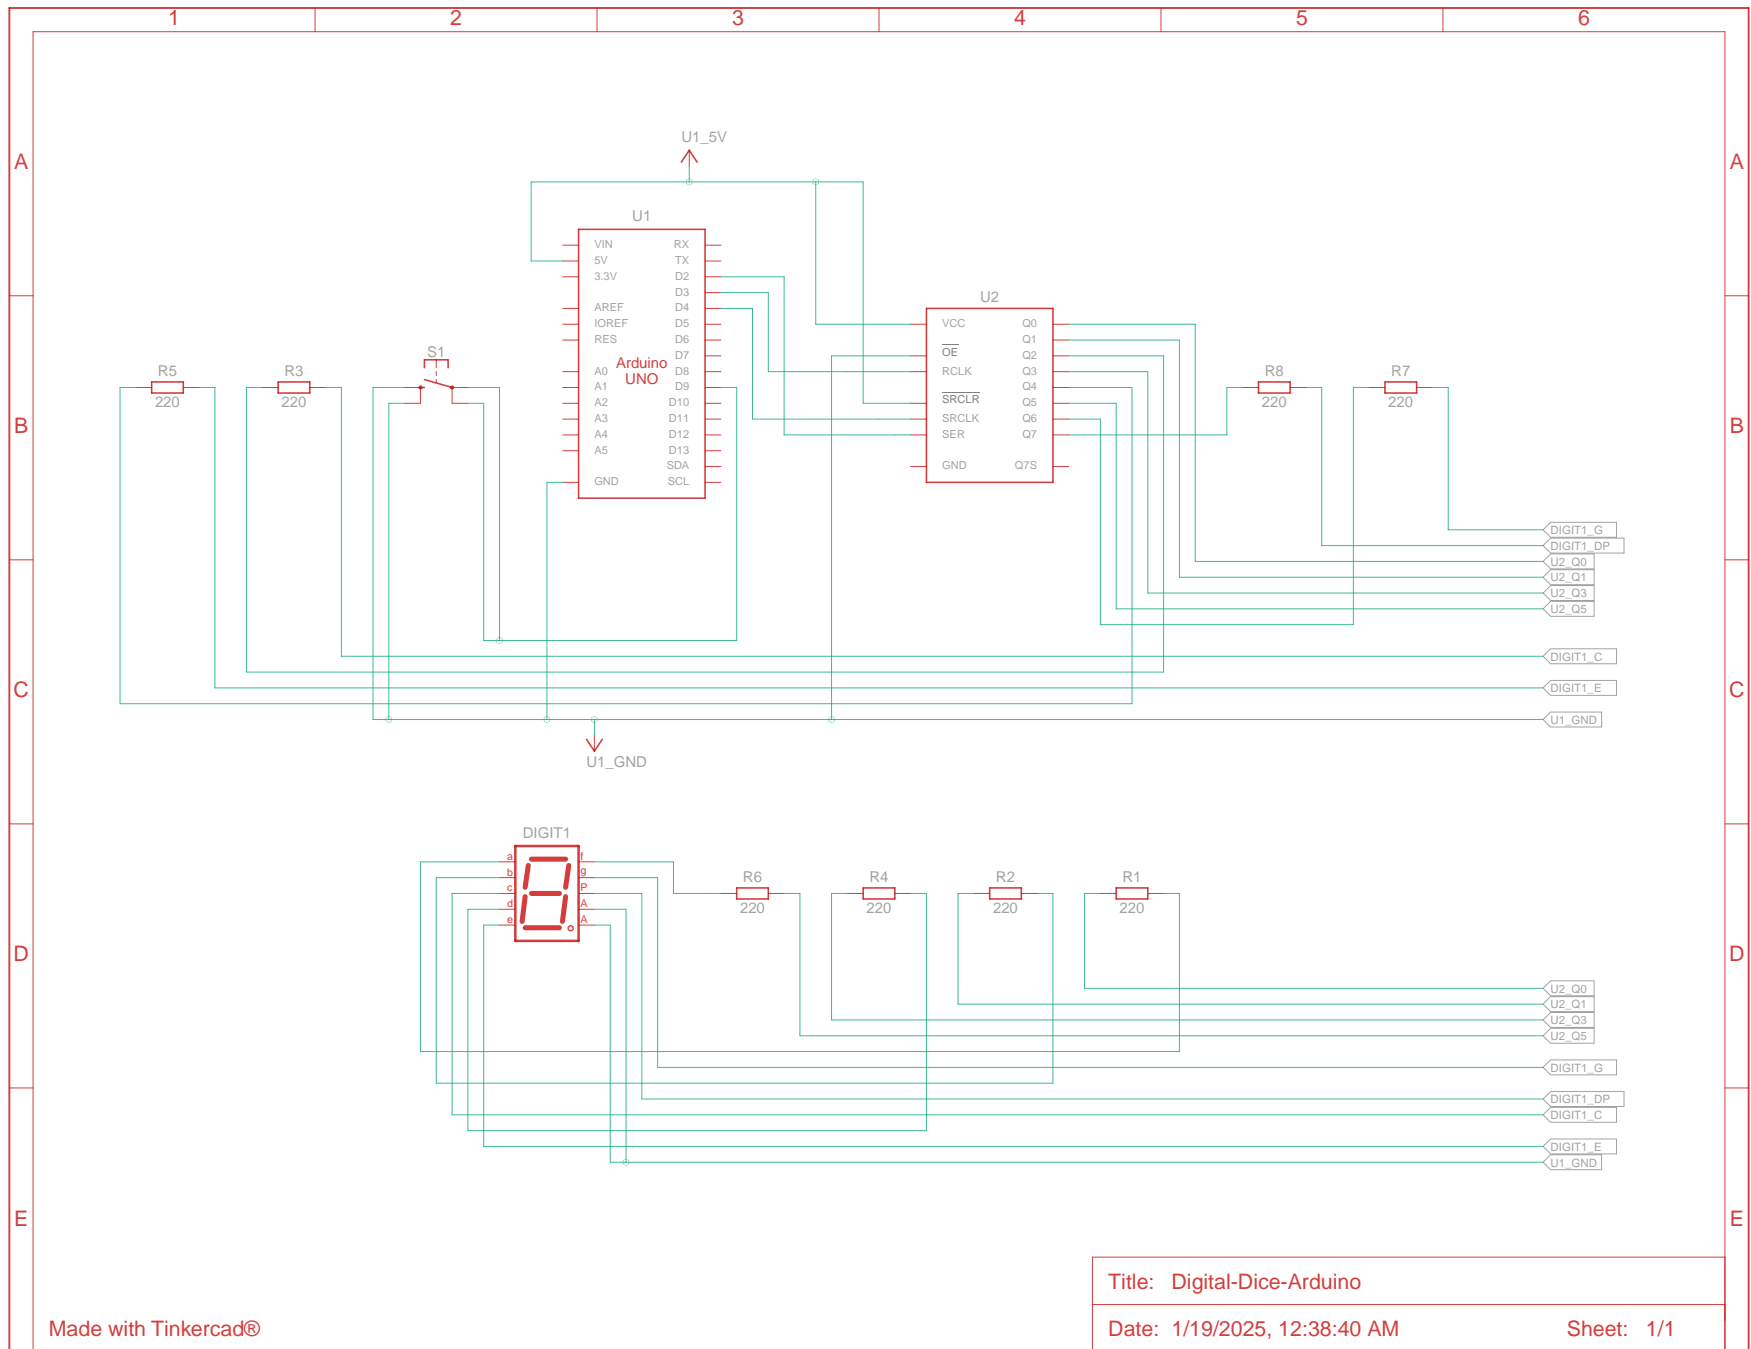 1 2 3 4 5 6
A A
U1_5V
U1
VIN RX
5V TX
3.3V D2
D3
AREF D4
IOREF D5
RES D6
D7
A0 D8
A1 D9
A2 D10
A3 D11
A4 D12
A5 D13
SDA
GND SCL
Arduino
UNO
U2
VCC Q0
Q1
OE Q2
RCLK Q3
Q4
SRCLR Q5
SRCLK Q6
SER Q7
GND Q7S
S1
R5
220
R3
220
R8
220
R7
220
B B
DIGIT1_G
DIGIT1_DP
U2_Q0
U2_Q1
U2_Q3
U2_Q5
DIGIT1_C
C C
DIGIT1_E
U1_GND
U1_GND
DIGIT1
a f
b g
c P
d A
e A
R6
220
R4
220
R2
220
R1
220
D D
U2_Q0
U2_Q1
U2_Q3
U2_Q5
DIGIT1_G
DIGIT1_DP
DIGIT1_C
DIGIT1_E
U1_GND
E E
Title: Digital-Dice-Arduino
Made with Tinkercad®
Date: 1/19/2025, 12:38:40 AM Sheet: 1/1